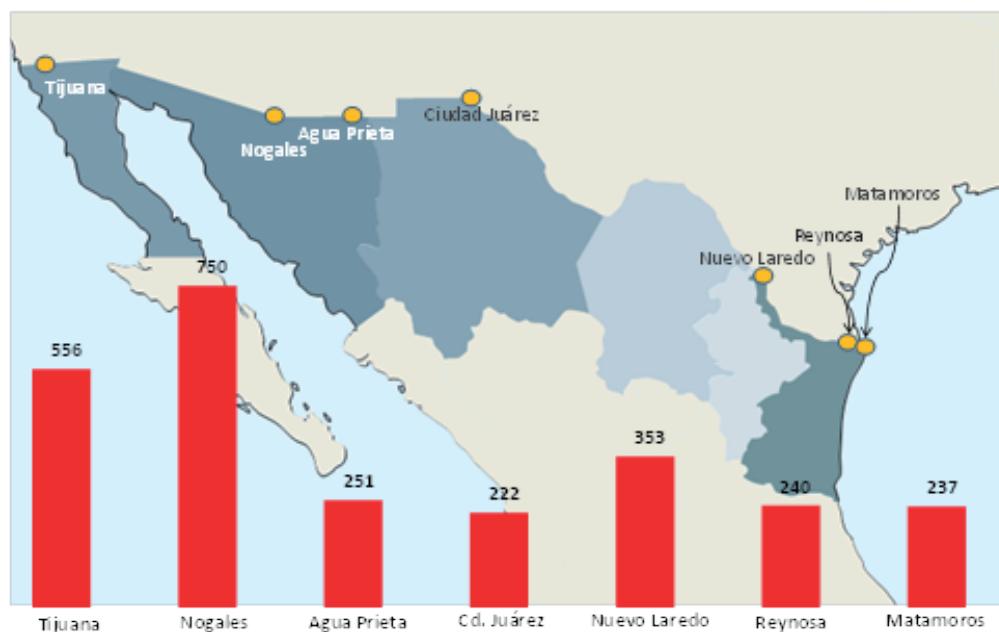 Tijuana
Nogales
Agua Prieta
Ciudad Juárez
Nuevo Laredo
Reynosa
Matamoros
556
750
251
222
353
240
237
Tijuana
Nogales
Agua Prieta
Cd. Juárez
Nuevo Laredo
Reynosa
Matamoros